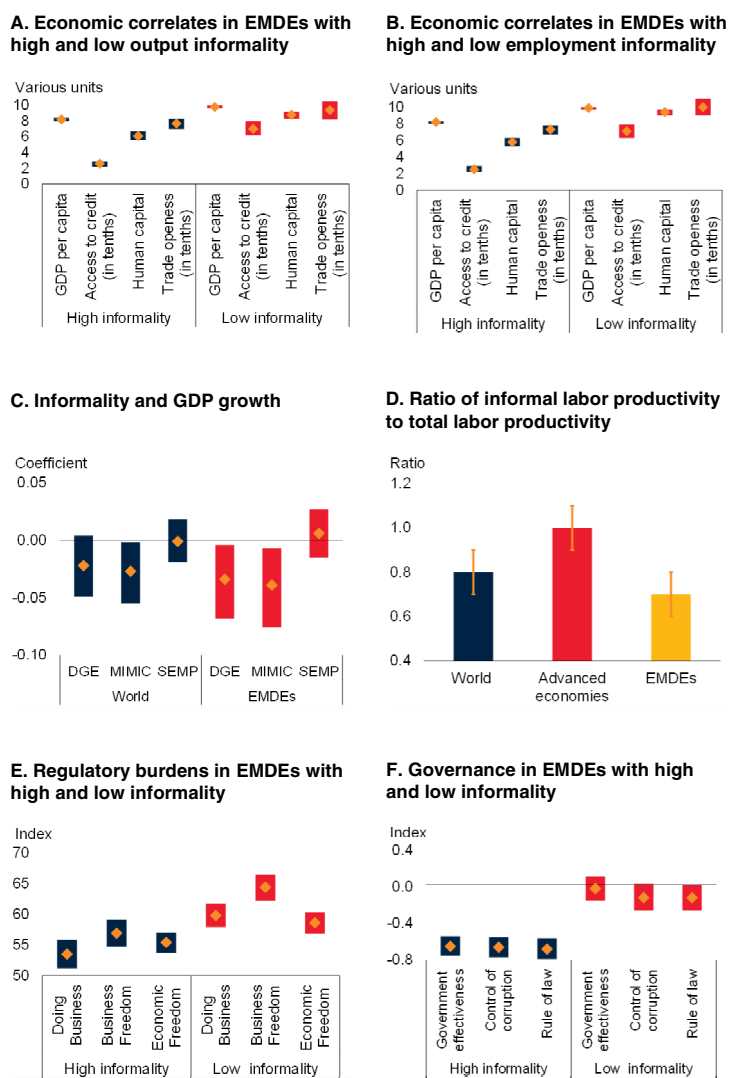 A. Economic correlates in EMDEs with
high and low output informality
Various units
10
8
6
4
2
0
GDP per capita
Access to credit
(in tenths)
Human capital
Trade openess
(in tenths)
GDP per capita
Access to credit
(in tenths)
Human capital
Trade openess
(in tenths)
High informality
Low informality
B. Economic correlates in EMDEs with
high and low employment informality
Various units
10
8
6
4
2
0
GDP per capita
Access to credit
(in tenths)
Human capital
Trade openess
(in tenths)
GDP per capita
Access to credit
(in tenths)
Human capital
Trade openess
(in tenths)
High informality
Low informality
C. Informality and GDP growth
Coefficient
0.05
0.00
-0.05
-0.10
DGE MIMIC SEMP DGE MIMIC SEMP
World
EMDEs
D. Ratio of informal labor productivity
to total labor productivity
Ratio
1.2
1.0
0.8
0.6
0.4
World
Advanced
economies
EMDEs
E. Regulatory burdens in EMDEs with
high and low informality
Index
70
65
60
55
50
Doing
Business
Business
Freedom
Economic
Freedom
Doing
Business
Business
Freedom
Economic
Freedom
High informality
Low informality
F. Governance in EMDEs with high
and low informality
Index
0.4
0.0
-0.4
-0.8
Government
effectiveness
Control of
corruption
Rule of law
Government
effectiveness
Control of
corruption
Rule of law
High informality
Low informality